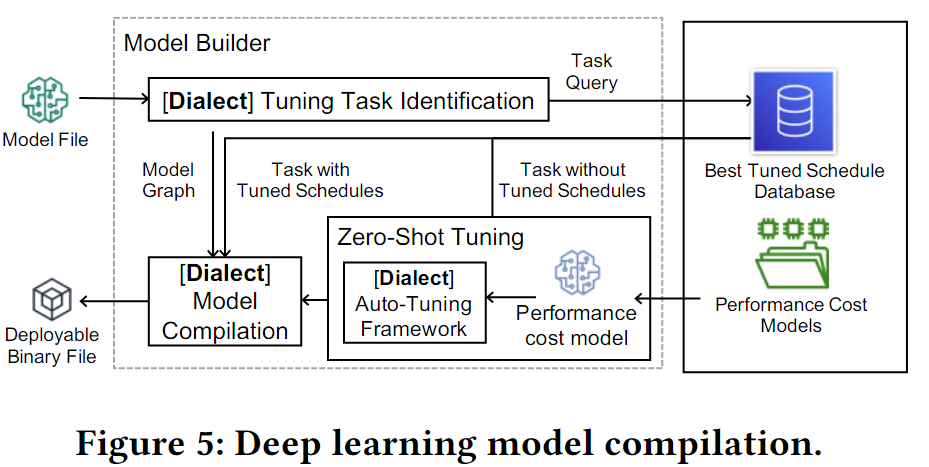 Model Builder
Model File
[Dialect] Tuning Task Identification
Task
Query
Best Tuned Schedule
Database
Model
Graph
Task with
Tuned Schedules
Task without
Tuned Schedules
Zero-Shot Tuning
[Dialect]
Model
Compilation
[Dialect]
Auto-Tuning
Framework
Performance
cost model
Performance Cost
Models
Deployable
Binary File
Figure 5: Deep learning model compilation.